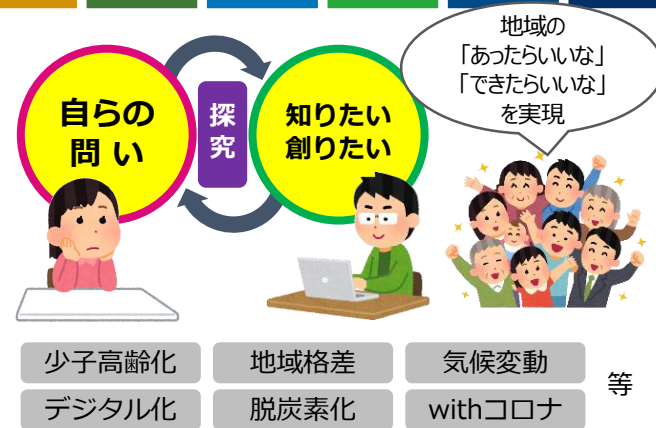 地域の
「あったらいいな」
「できたらいいな」
を実現
自らの
問い
探
究
知りたい
創りたい
少子高齢化
地域格差
気候変動
デジタル化
脱炭素化
withコロナ
等